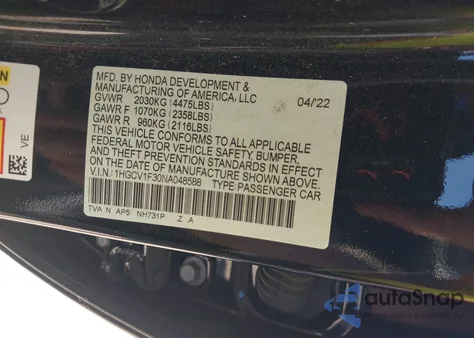 MFD. BY HONDA DEVELOPMENT &
MANUFACTURING OF AMERICA, LLC
GVWR 2030KG (4475LBS) 04/22
GAWR F 1070KG (2358LBS)
GAWR R 960KG (2116LBS)
THIS VEHICLE CONFORMS TO ALL APPLICABLE
FEDERAL MOTOR VEHICLE SAFETY, BUMPER,
AND THEFT PREVENTION STANDARDS IN EFFECT
ON THE DATE OF MANUFACTURE SHOWN ABOVE.
V.I.N.: 1HGCV1F30NA048588 TYPE PASSENGER CAR
TVA N AP5 NH731P Z A
VE
autoSnap